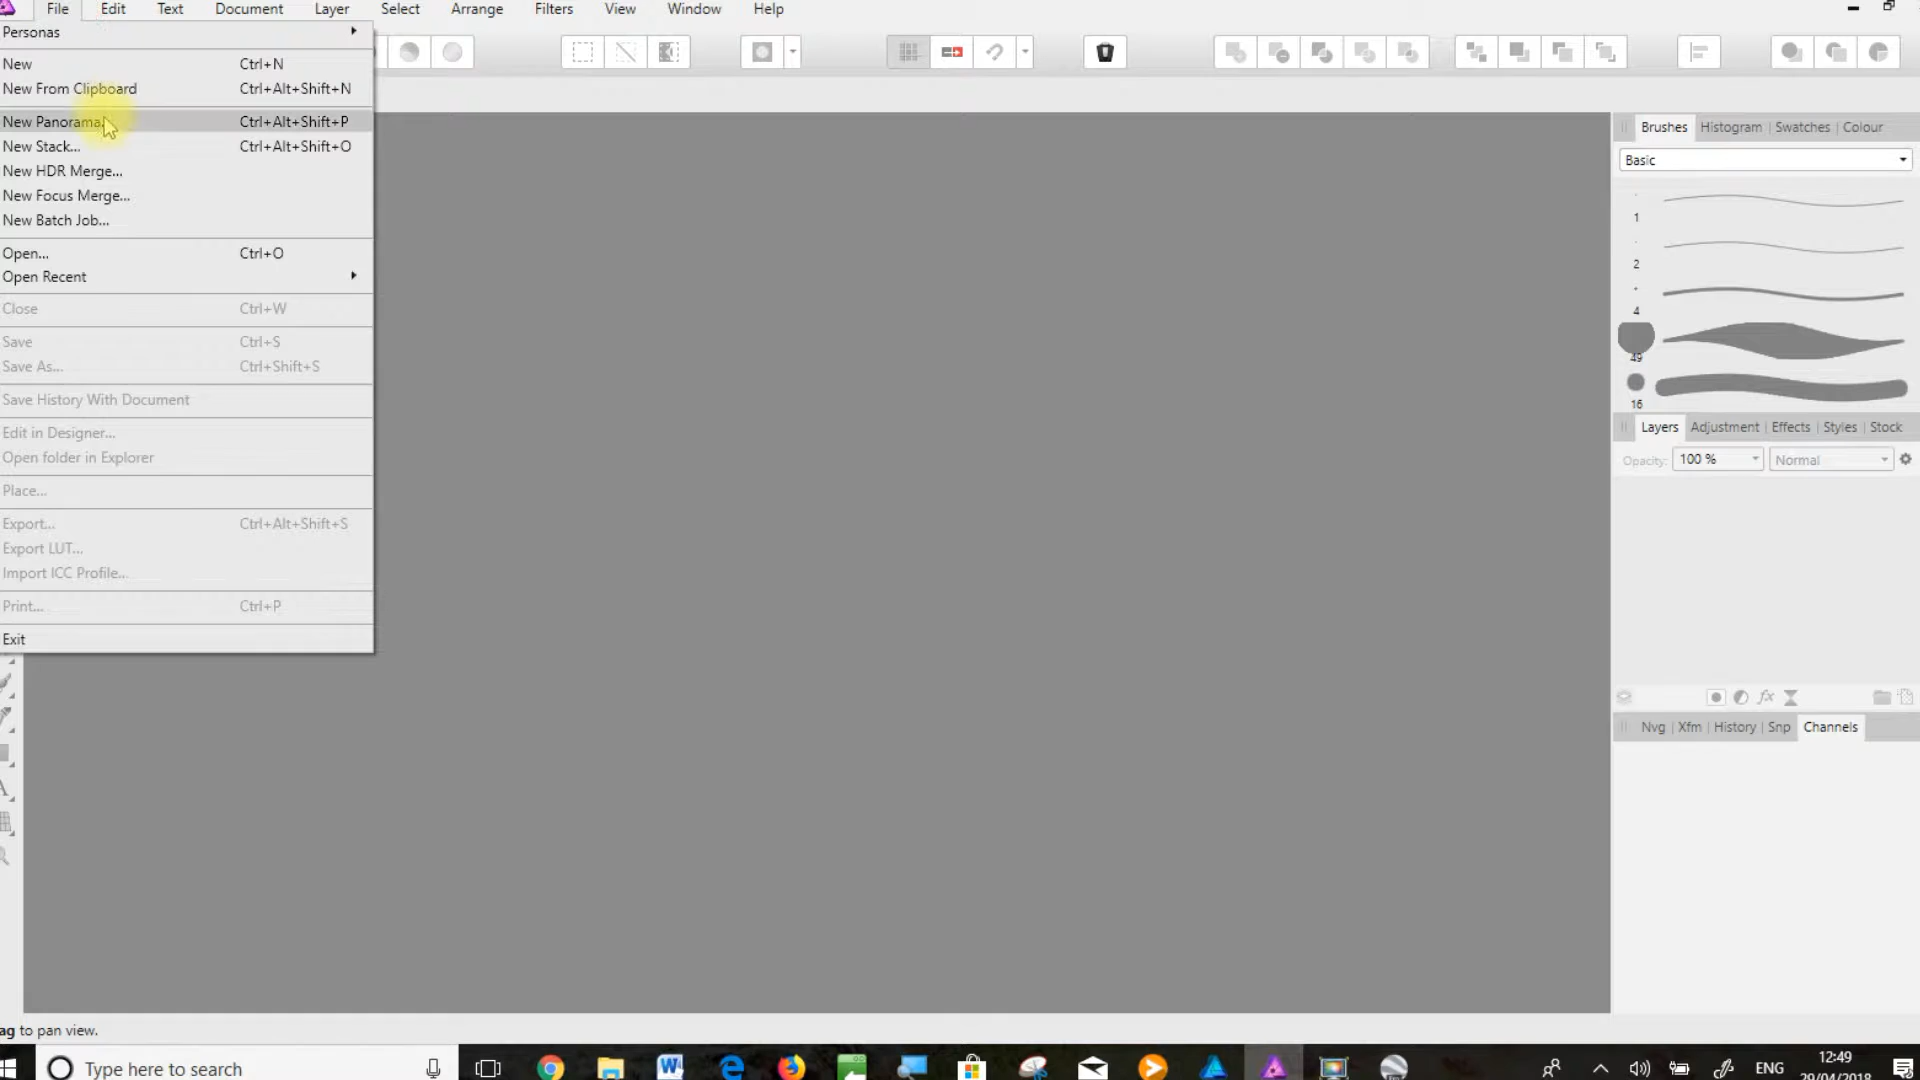 File Edit Text Document Layer Select Arrange Filters View Window Help
Personas
New Ctrl+N
New From Clipboard Ctrl+Alt+Shift+N
New Panorama Ctrl+Alt+Shift+P
New Stack... Ctrl+Alt+Shift+O
New HDR Merge...
New Focus Merge...
New Batch Job...
Open... Ctrl+O
Open Recent
Close Ctrl+W
Save Ctrl+S
Save As... Ctrl+Shift+S
Save History With Document
Edit in Designer...
Open folder in Explorer
Place...
Export... Ctrl+Alt+Shift+S
Export LUT...
Import ICC Profile...
Print... Ctrl+P
Exit
Brushes Histogram Swatches Colour
Basic
1
2
4
49
16
Layers Adjustment Effects Styles Stock
Opacity: 100 % Normal
fx
Nvg Xfm History Snp Channels
ag to pan view.
Type here to search
ENG
12:49
29/04/2018